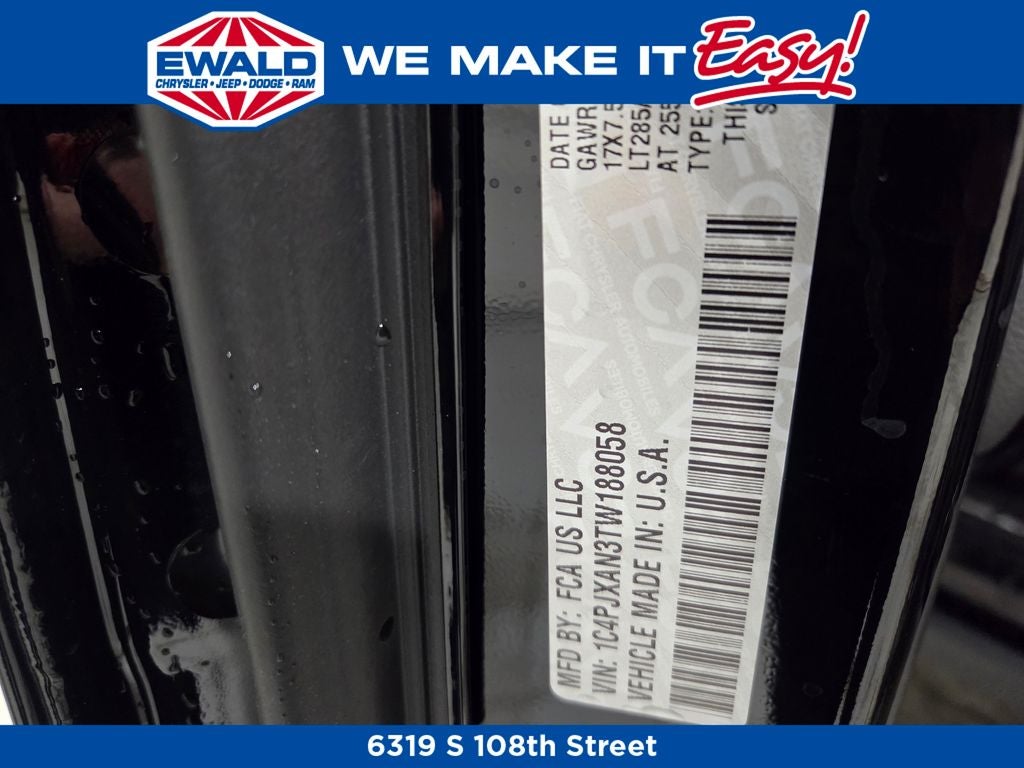 EWALD
CHRYSLER • JEEP • DODGE • RAM
WE MAKE IT Easy!
MFD BY: FCA US LLC
VIN: 1C4PJXAN3TW188058
VEHICLE MADE IN: U.S.A.
DATE
GAWR
17X7.5
LT285
AT 255
TYPE:
FCA
6319 S 108th Street